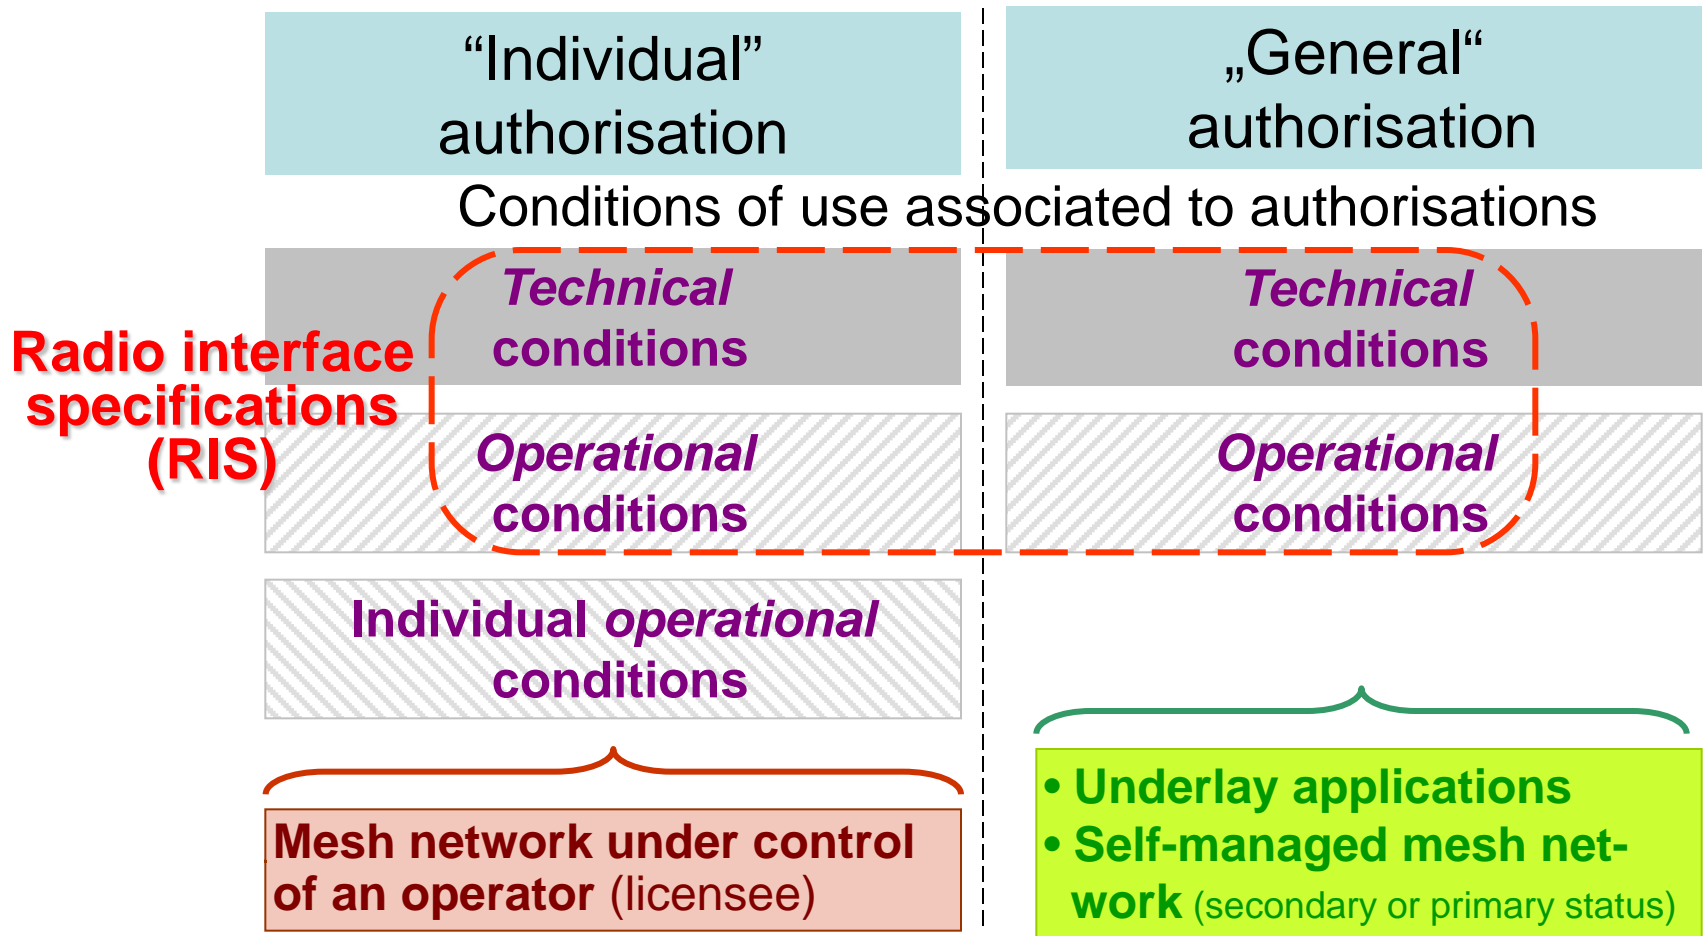 “Individual”
authorisation
„General“
authorisation
Conditions of use associated to authorisations
Technical
conditions
Technical
conditions
Radio interface
specifications
(RIS)
Operational
conditions
Operational
conditions
Individual operational
conditions
Mesh network under control
of an operator (licensee)
• Underlay applications
• Self-managed mesh net-
work (secondary or primary status)